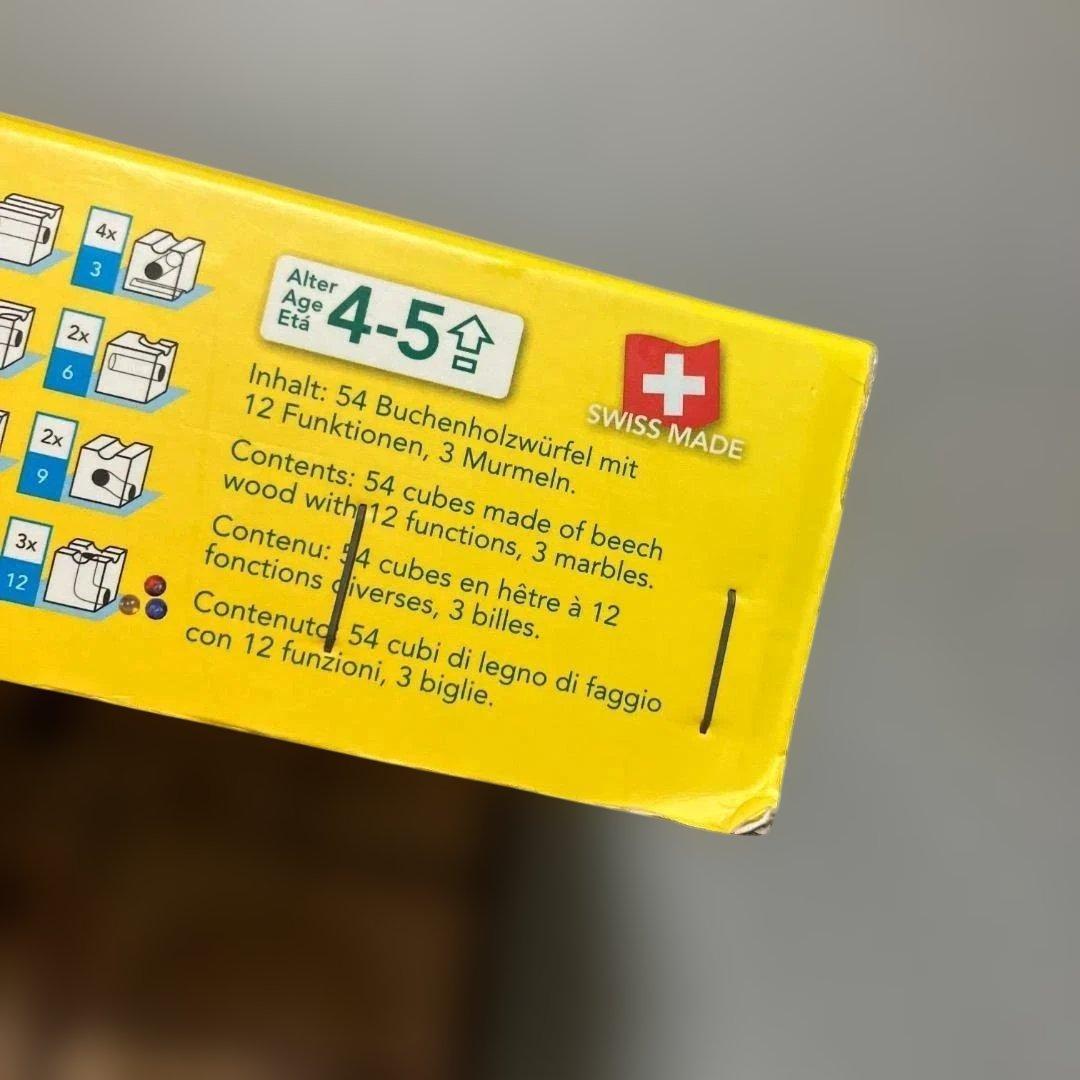 4x
3
2x
6
2x
9
3x
12
Alter
Age
Etá
4-5
SWISS MADE
Inhalt: 54 Buchenholzwürfel mit
12 Funktionen, 3 Murmeln.
Contents: 54 cubes made of beech
wood with 12 functions, 3 marbles.
Contenu: 54 cubes en hêtre à 12
fonctions diverses, 3 billes.
Contenuto: 54 cubi di legno di faggio
con 12 funzioni, 3 biglie.